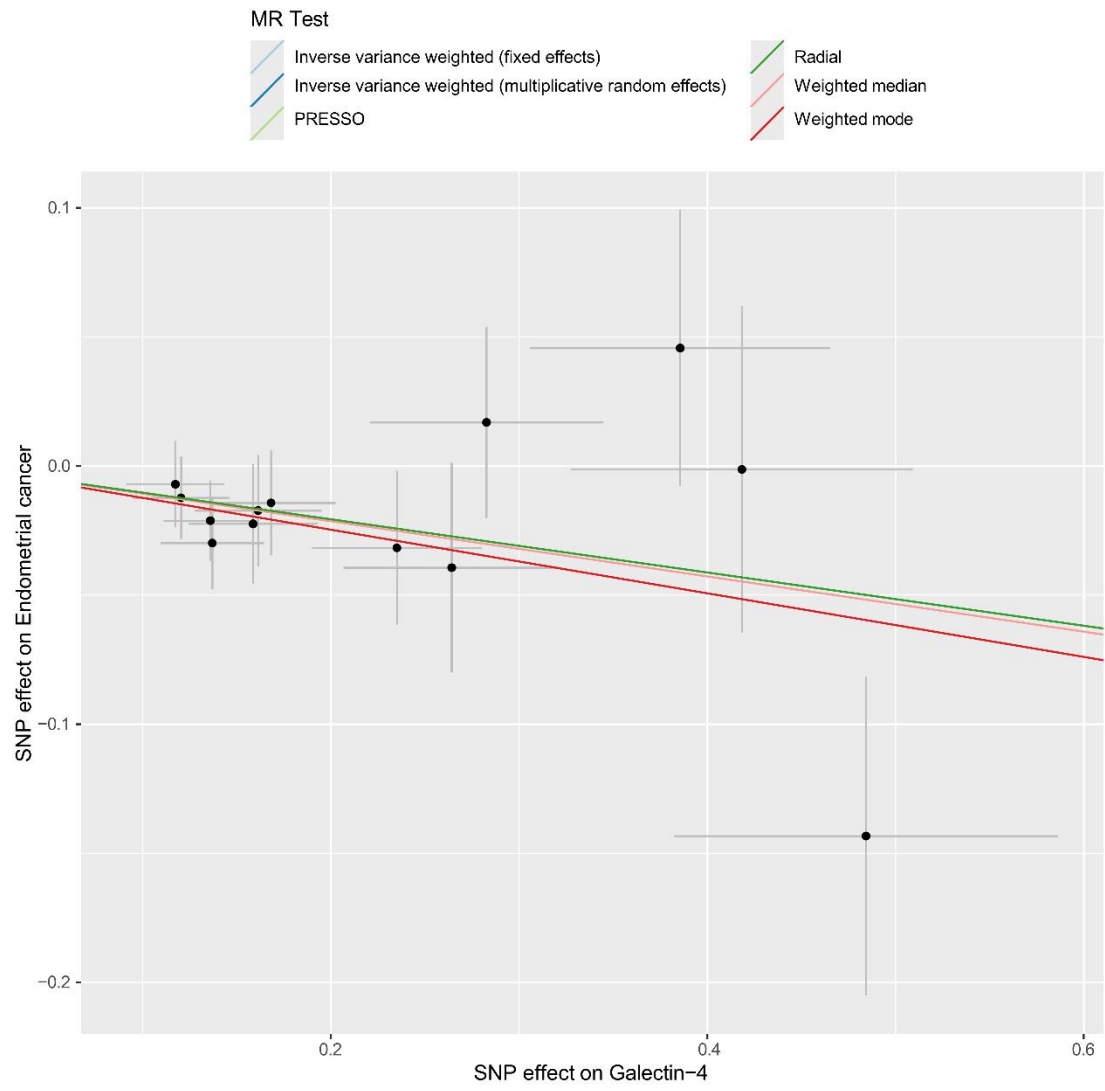 MR Test
Inverse variance weighted (fixed effects)
Inverse variance weighted (multiplicative random effects)
PRESSO
Radial
Weighted median
Weighted mode
0.1
0.0
−0.1
−0.2
SNP effect on Endometrial cancer
0.2
0.4
0.6
SNP effect on Galectin−4